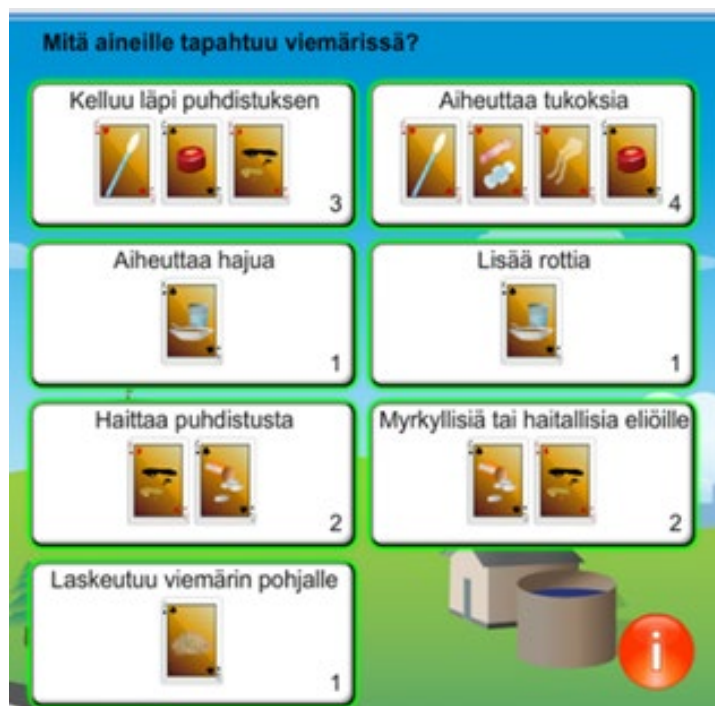 Mitä aineille tapahtuu viemärissä?
Kelluu läpi puhdistuksen
3
Aiheuttaa tukoksia
4
Aiheuttaa hajua
1
Lisää rottia
1
Haittaa puhdistusta
2
Myrkyllisiä tai haitallisia eliöille
2
Laskeutuu viemärin pohjalle
1
i